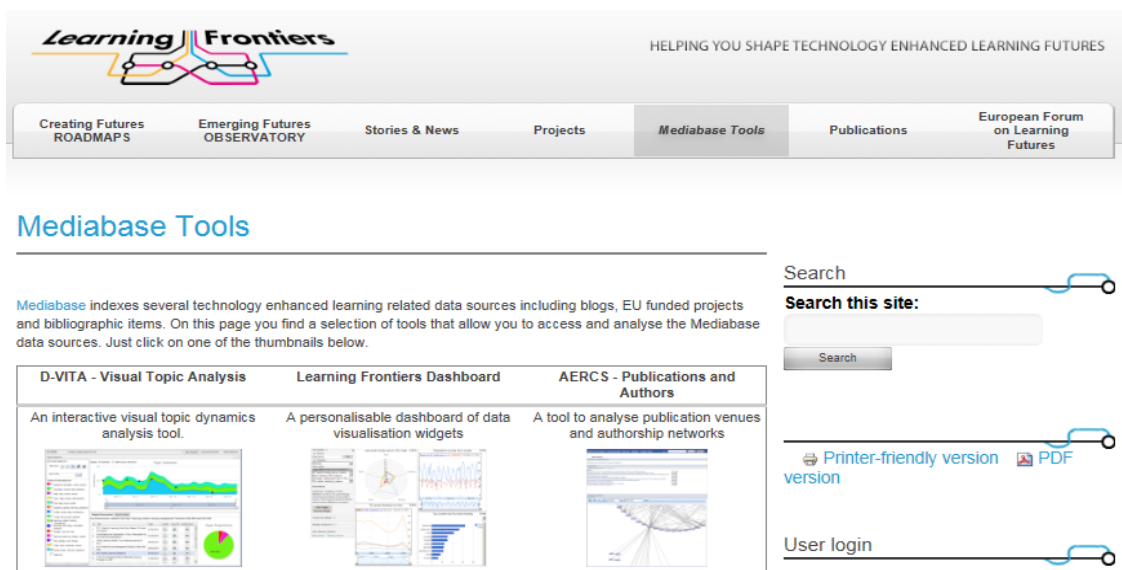 Learning Frontiers
HELPING YOU SHAPE TECHNOLOGY ENHANCED LEARNING FUTURES
Creating Futures
ROADMAPS
Emerging Futures
OBSERVATORY
Stories & News
Projects
Mediabase Tools
Publications
European Forum
on Learning
Futures
Mediabase Tools
Mediabase indexes several technology enhanced learning related data sources including blogs, EU funded projects
and bibliographic items. On this page you find a selection of tools that allow you to access and analyse the Mediabase
data sources. Just click on one of the thumbnails below.
D-VITA - Visual Topic Analysis
An interactive visual topic dynamics
analysis tool.
Learning Frontiers Dashboard
A personalisable dashboard of data
visualisation widgets
AERCS - Publications and
Authors
A tool to analyse publication venues
and authorship networks
Search
Search this site:
Search
Printer-friendly version PDF
version
User login